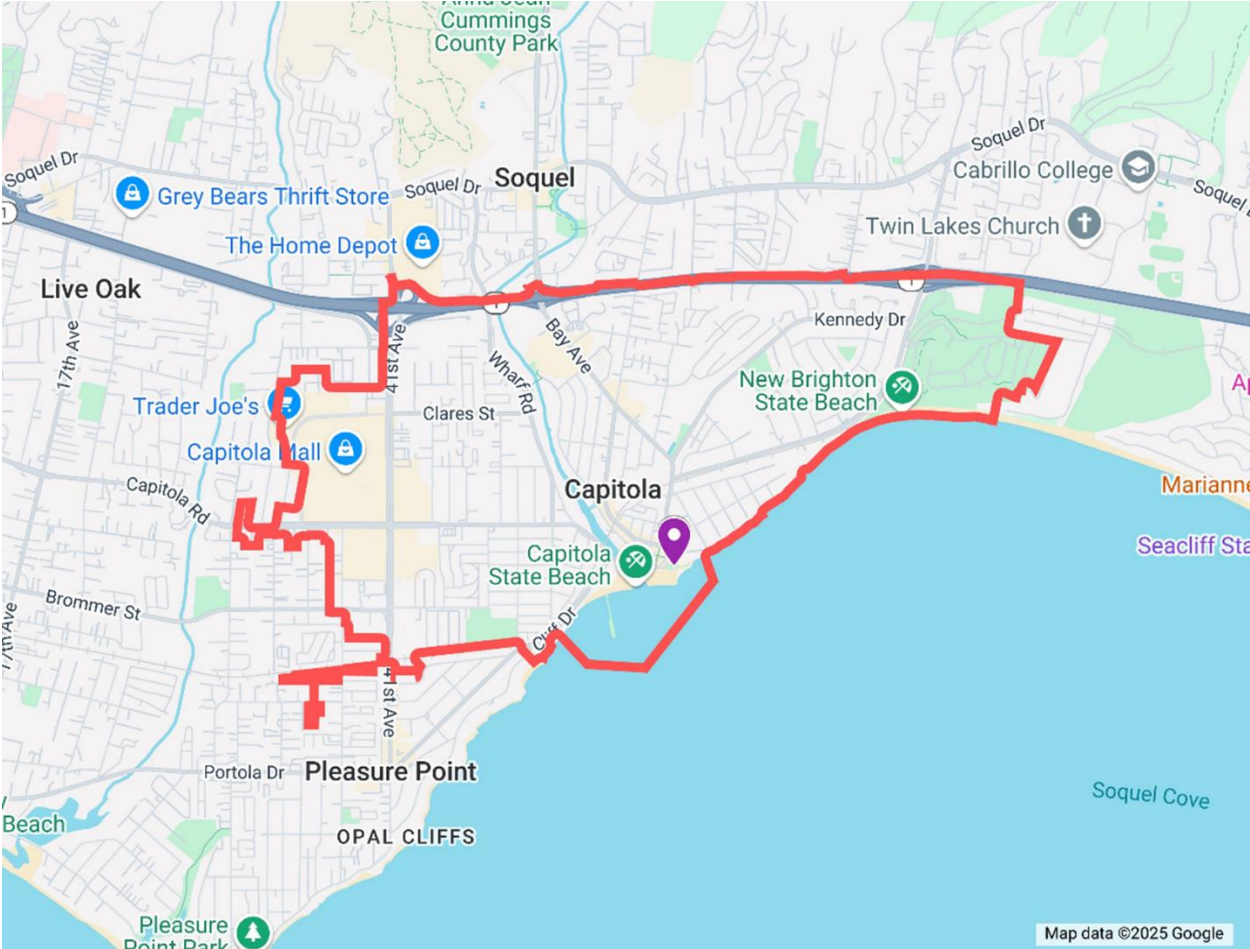 Anna Jean
Cummings
County Park
Soquel Dr
Soquel Dr
Cabrillo College
Soquel Dr
Soquel
Soquel
Grey Bears Thrift Store
Twin Lakes Church
1
The Home Depot
Live Oak
1
1
Kennedy Dr
17th Ave
41st Ave
Bay Ave
Wharf Rd
New Brighton
State Beach
Trader Joe's
Clares St
Capitola Mall
Capitola Rd
Capitola
Marianne
Seacliff Sta
Capitola
State Beach
Brommer St
17th Ave
Cliff Dr
41st Ave
Portola Dr
Pleasure Point
Soquel Cove
Beach
OPAL CLIFFS
Pleasure
Point Park
Map data ©2025 Google